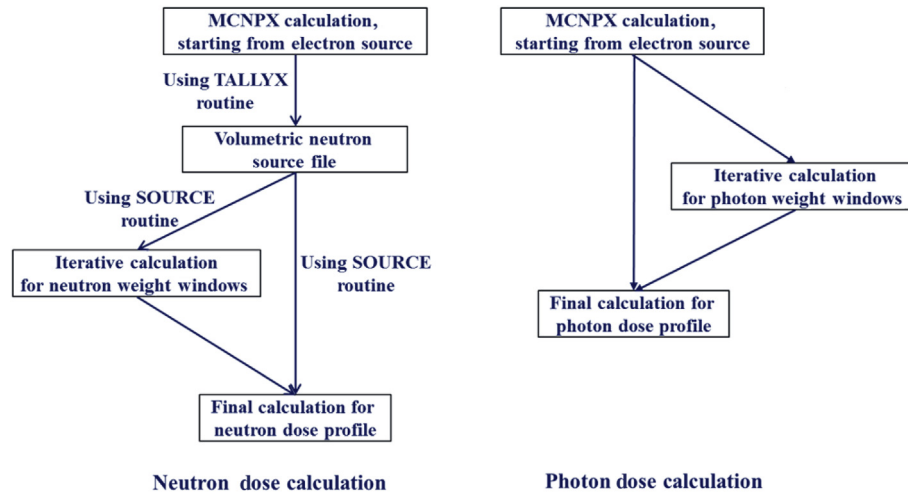 MCNPX calculation,
starting from electron source
Using TALLYX
routine
Volumetric neutron
source file
Using SOURCE
routine
Iterative calculation
for neutron weight windows
Using SOURCE
routine
Final calculation for
neutron dose profile
Neutron dose calculation
MCNPX calculation,
starting from electron source
Iterative calculation
for photon weight windows
Final calculation for
photon dose profile
Photon dose calculation